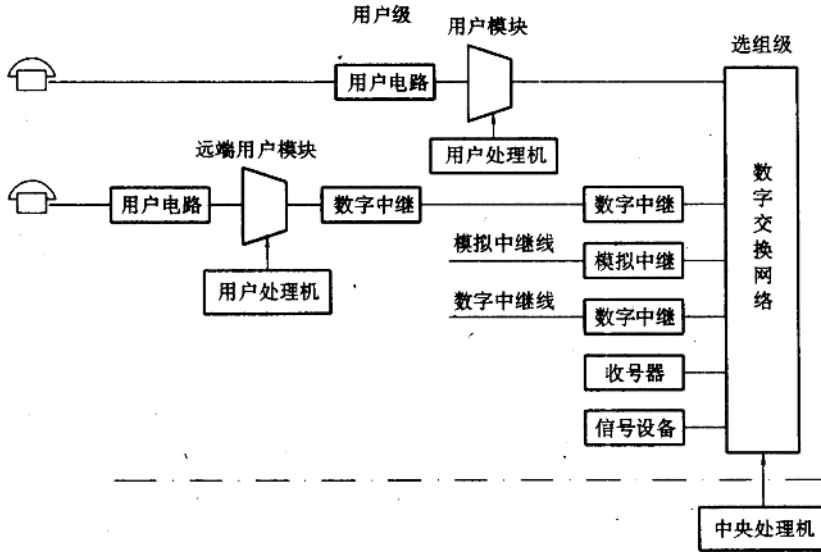 用户级
用户模块
选组级
用户电路
用户处理机
远端用户模块
用户电路
数字中继
数字中继
用户处理机
模拟中继线
模拟中继
数字中继线
数字中继
收号器
信号设备
数字交换网络
中央处理机